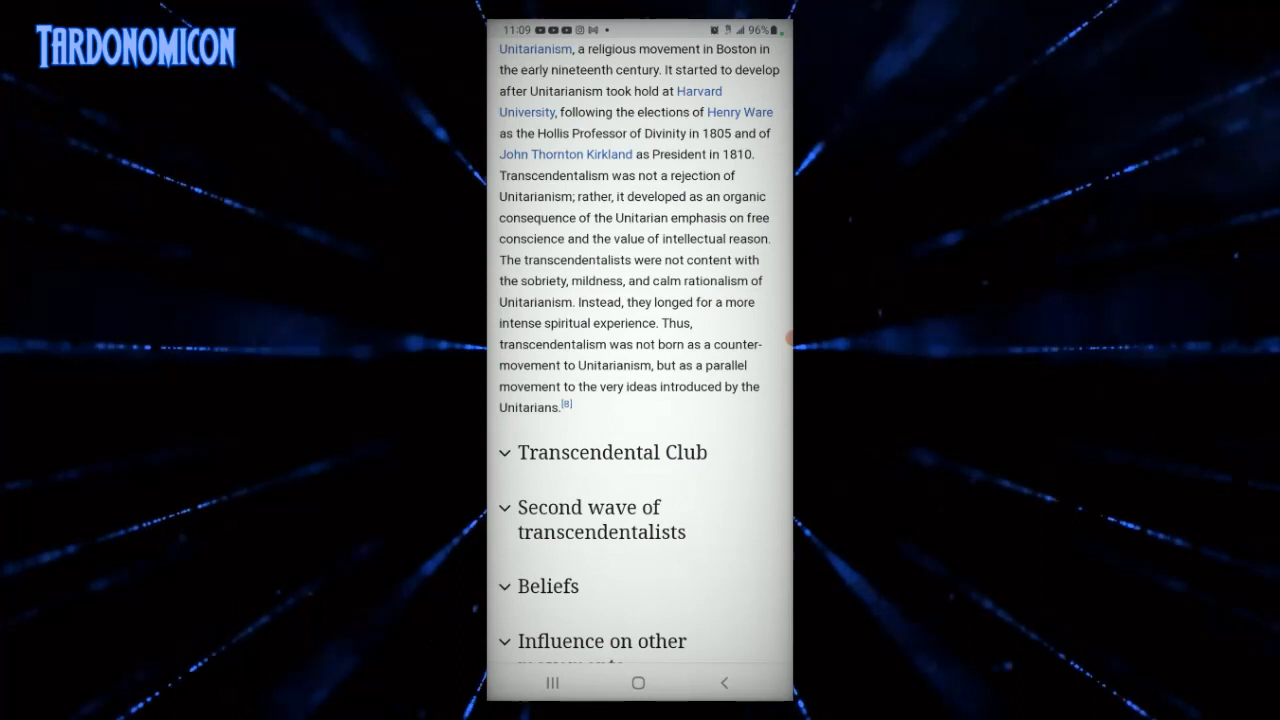 TARDONOMICON
11:09
96%
Unitarianism, a religious movement in Boston in
the early nineteenth century. It started to develop
after Unitarianism took hold at Harvard
University, following the elections of Henry Ware
as the Hollis Professor of Divinity in 1805 and of
John Thornton Kirkland as President in 1810.
Transcendentalism was not a rejection of
Unitarianism; rather, it developed as an organic
consequence of the Unitarian emphasis on free
conscience and the value of intellectual reason.
The transcendentalists were not content with
the sobriety, mildness, and calm rationalism of
Unitarianism. Instead, they longed for a more
intense spiritual experience. Thus,
transcendentalism was not born as a counter-
movement to Unitarianism, but as a parallel
movement to the very ideas introduced by the
Unitarians.[8]
Transcendental Club
Second wave of
transcendentalists
Beliefs
Influence on other